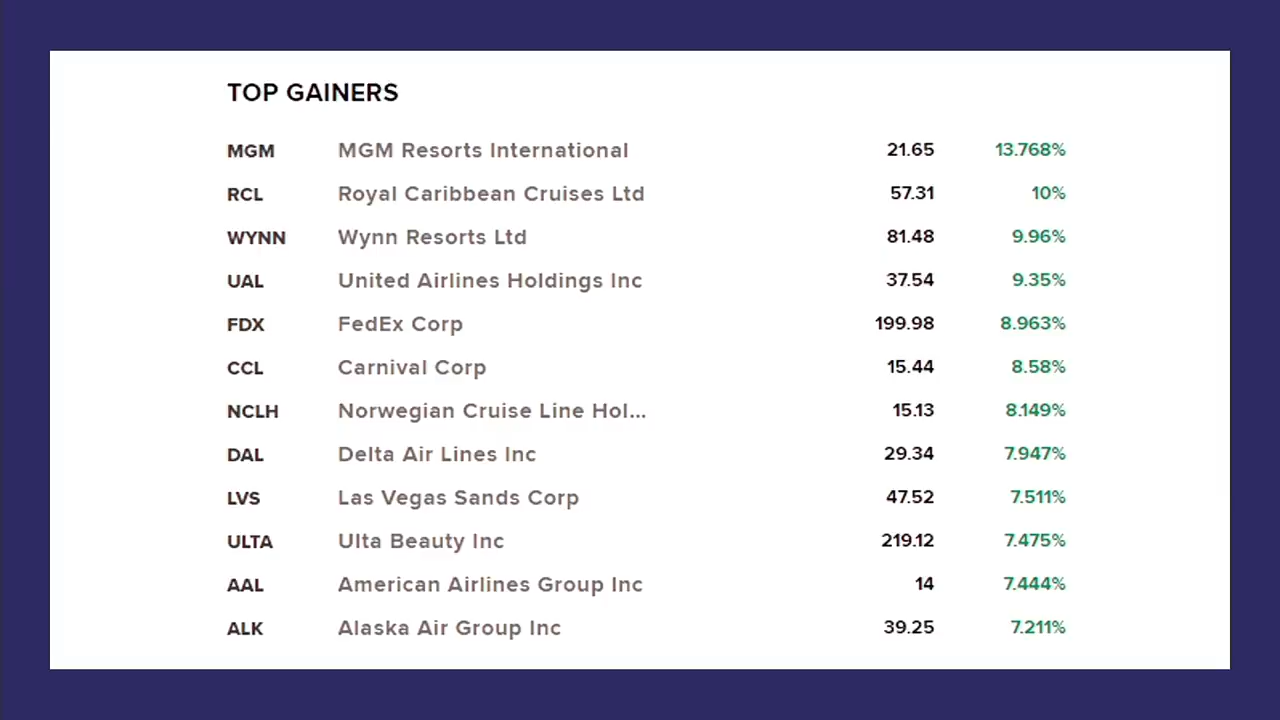 TOP GAINERS
MGM MGM Resorts International 21.65 13.768%
RCL Royal Caribbean Cruises Ltd 57.31 10%
WYNN Wynn Resorts Ltd 81.48 9.96%
UAL United Airlines Holdings Inc 37.54 9.35%
FDX FedEx Corp 199.98 8.963%
CCL Carnival Corp 15.44 8.58%
NCLH Norwegian Cruise Line Hol... 15.13 8.149%
DAL Delta Air Lines Inc 29.34 7.947%
LVS Las Vegas Sands Corp 47.52 7.511%
ULTA Ulta Beauty Inc 219.12 7.475%
AAL American Airlines Group Inc 14 7.444%
ALK Alaska Air Group Inc 39.25 7.211%